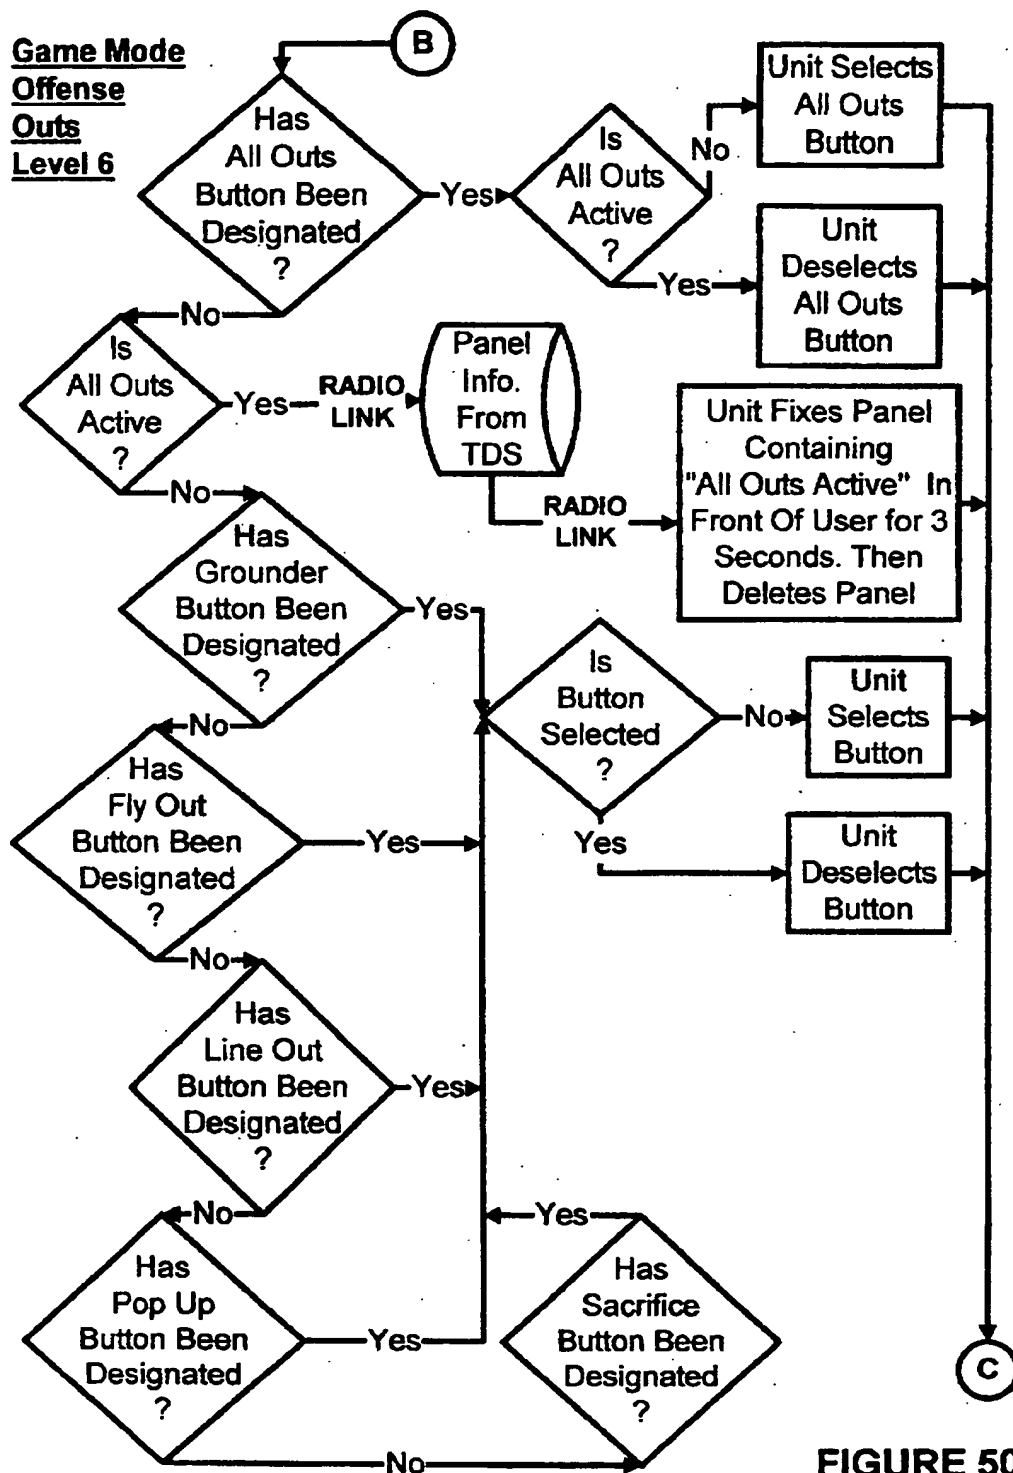 Game Mode
Offense
Outs
Level 6
B
Has
All Outs
Button Been
Designated
?
Yes
Is
All Outs
Active
?
No
Unit Selects
All Outs
Button
Yes
Unit
Deselects
All Outs
Button
No
Is
All Outs
Active
?
Yes
RADIO
LINK
Panel
Info.
From
TDS
RADIO
LINK
Unit Fixes Panel
Containing
"All Outs Active" In
Front Of User for 3
Seconds. Then
Deletes Panel
No
Has
Grounder
Button Been
Designated
?
Yes
Is
Button
Selected
?
No
Unit
Selects
Button
Yes
Unit
Deselects
Button
No
Has
Fly Out
Button Been
Designated
?
Yes
No
Has
Line Out
Button Been
Designated
?
Yes
No
Has
Pop Up
Button Been
Designated
?
Yes
No
Has
Sacrifice
Button Been
Designated
?
Yes
C
FIGURE 50